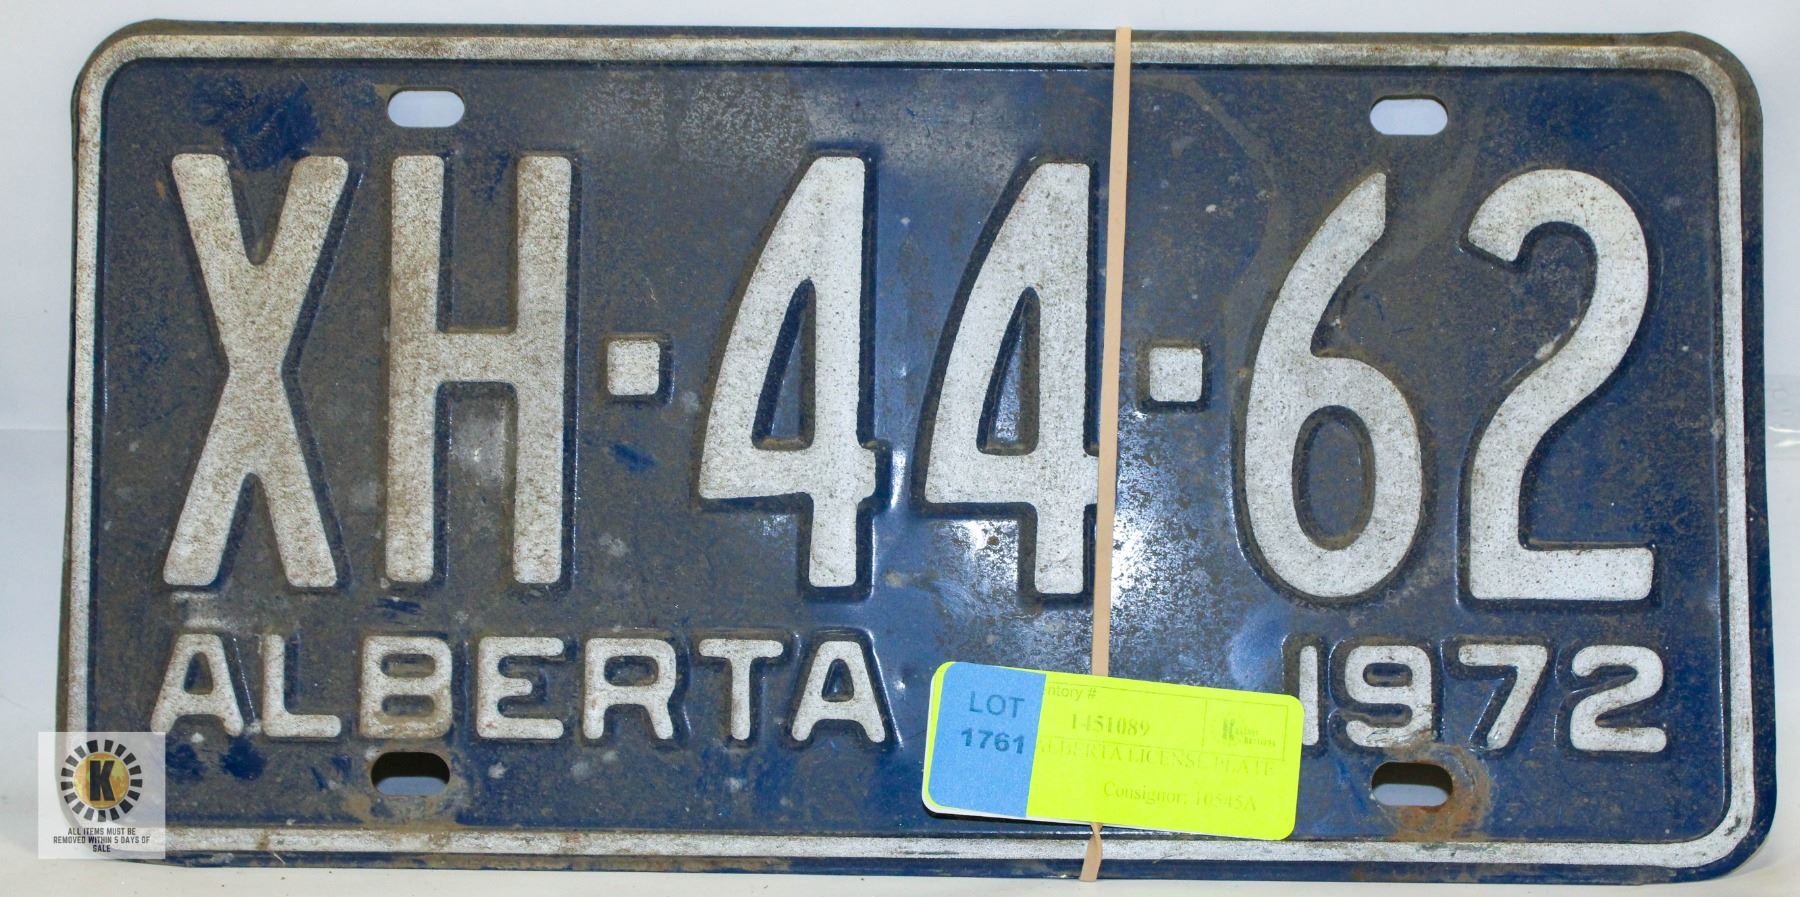 XH·44·62
ALBERTA 1972
LOT
1761
entory #
1451089
ALBERTA LICENSE PLATE
Consignor: 10545A
K
ALL ITEMS MUST BE
REMOVED WITHIN 5 DAYS OF
SALE